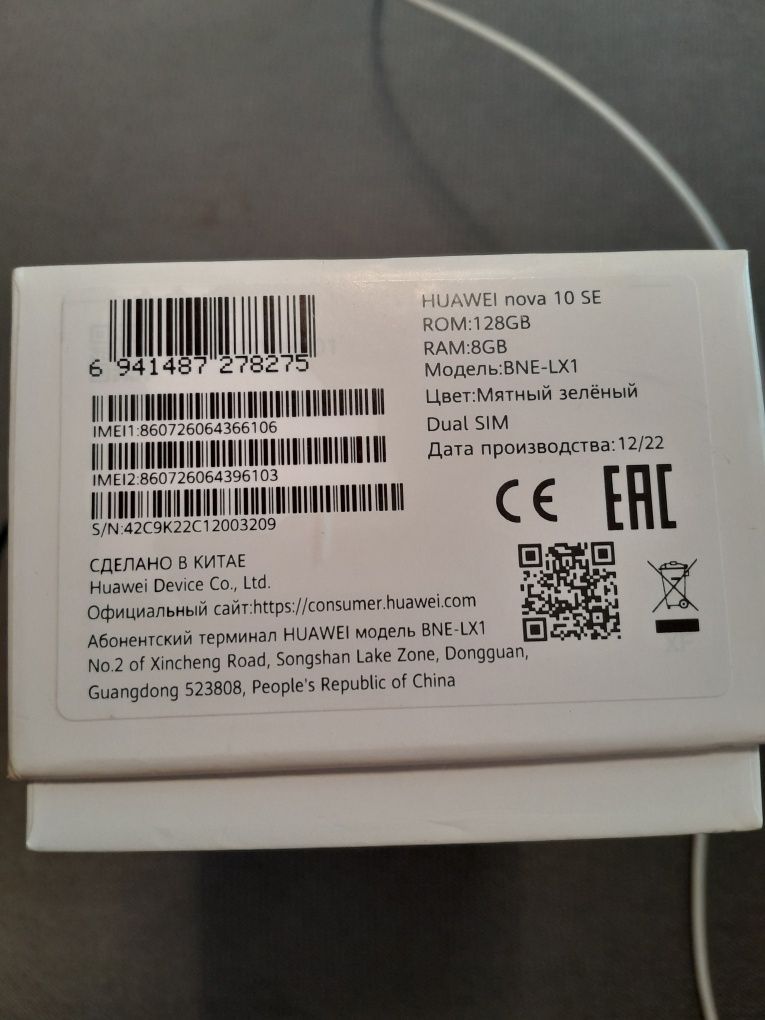 6 941487 278275
IMEI1:860726064366106
IMEI2:860726064396103
S/N:42C9K22C12003209
HUAWEI nova 10 SE
ROM:128GB
RAM:8GB
Модель:BNE-LX1
Цвет:Мятный зелёный
Dual SIM
Дата производства:12/22
CE EAC
СДЕЛАНО В КИТАЕ
Huawei Device Co., Ltd.
Официальный сайт:https://consumer.huawei.com
Абонентский терминал HUAWEI модель BNE-LX1
No.2 of Xincheng Road, Songshan Lake Zone, Dongguan,
Guangdong 523808, People's Republic of China